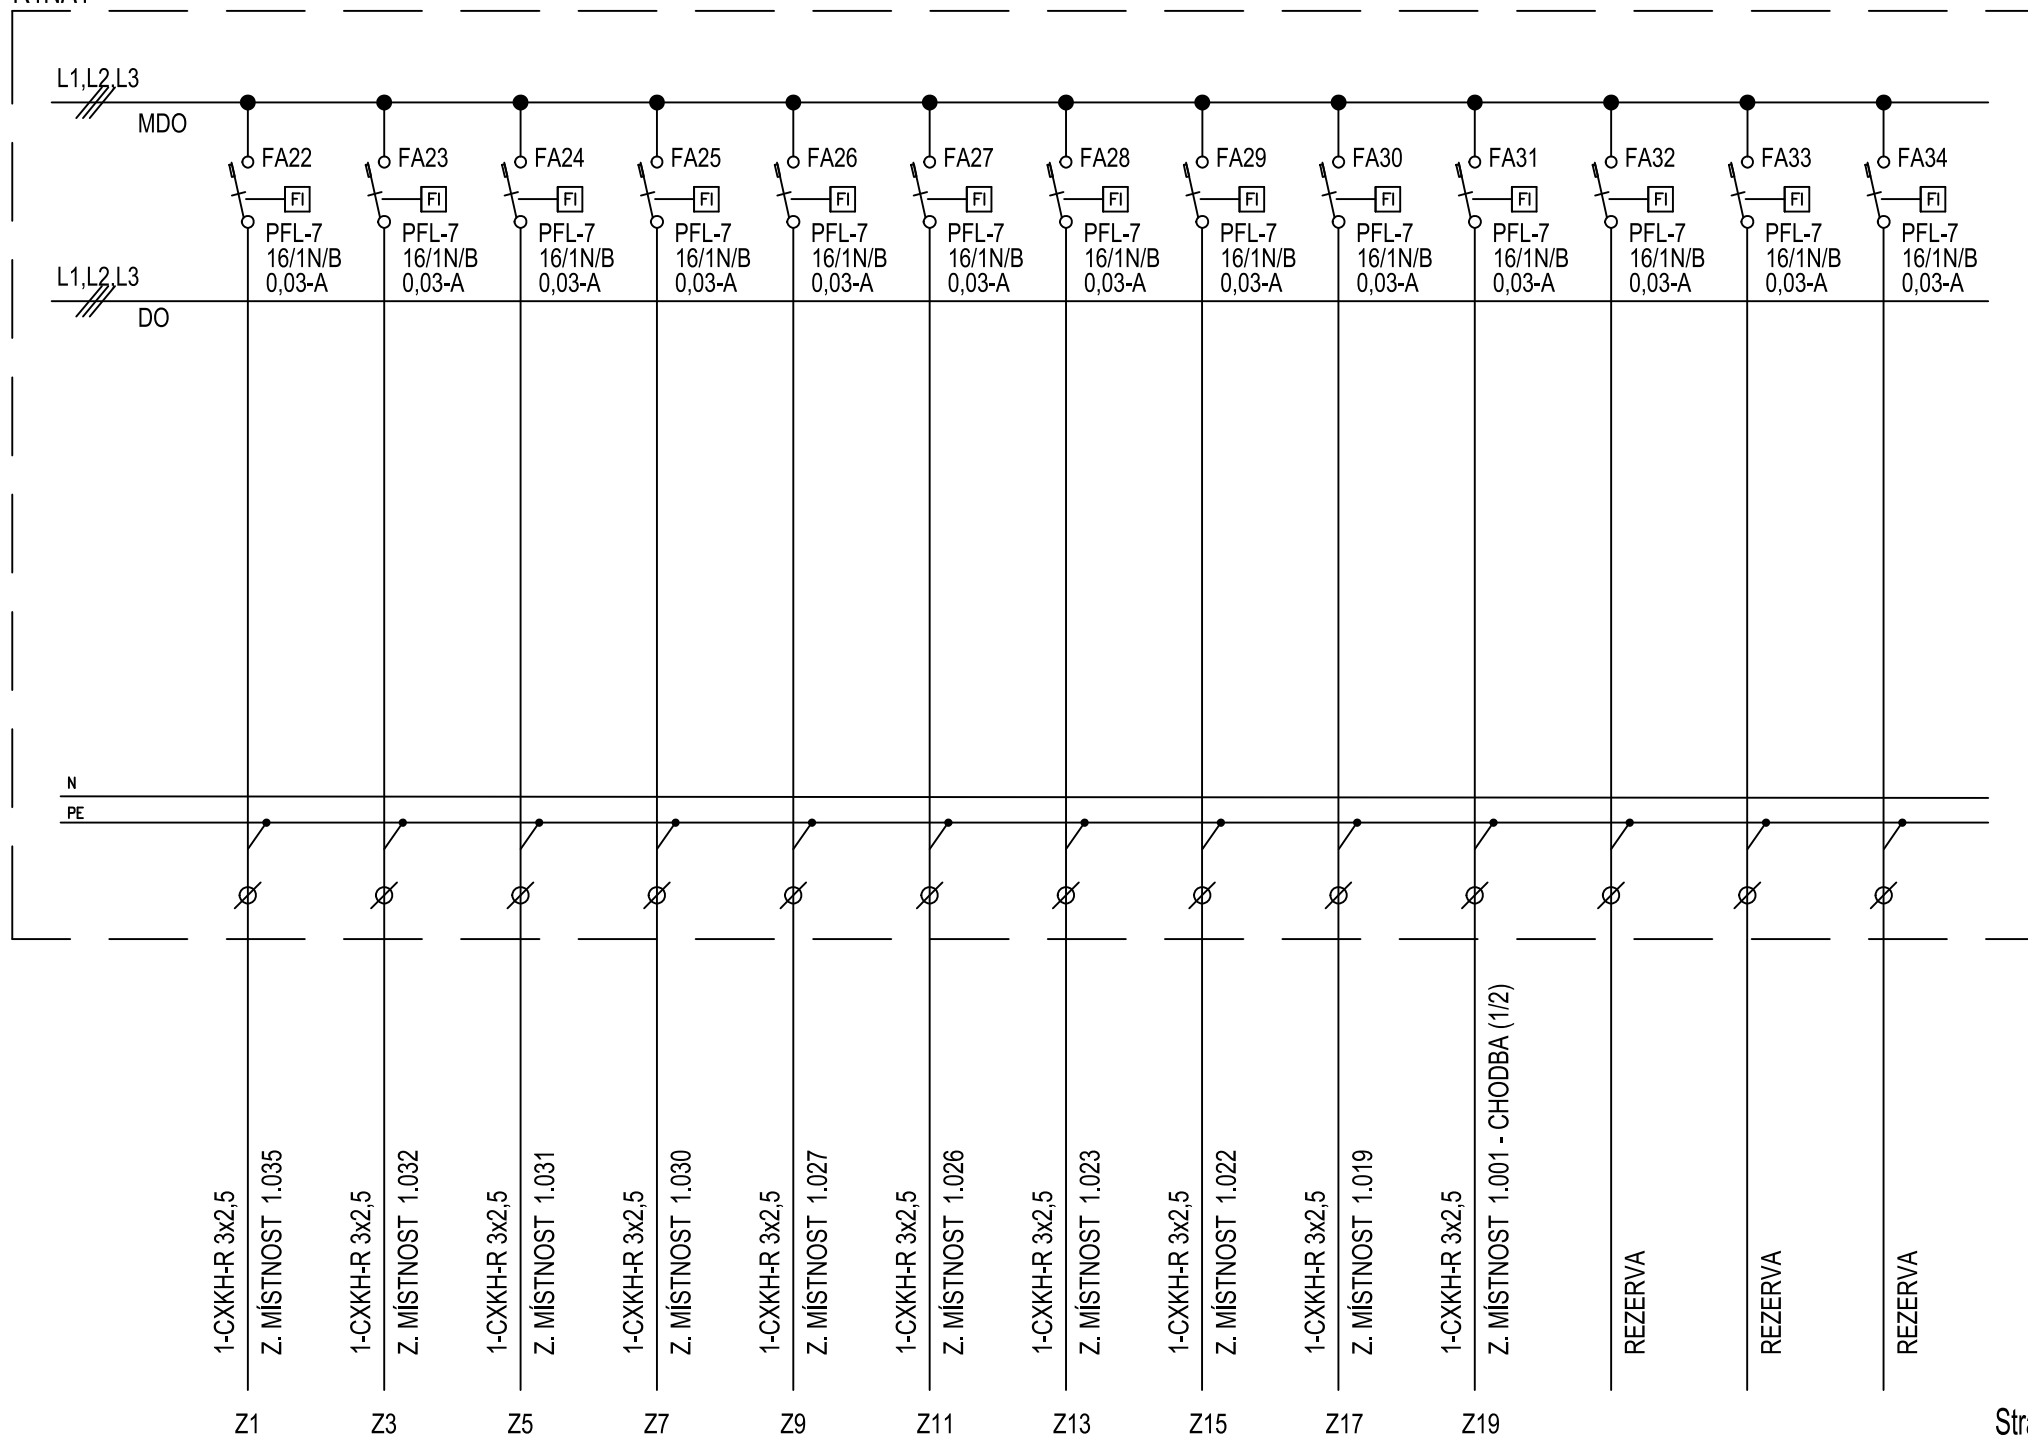 L1,L2,L3
MDO
FA22
FA23
FA24
FA25
FA26
FA27
FA28
FA29
FA30
FA31
FA32
FA33
FA34
FI
FI
FI
FI
FI
FI
FI
FI
FI
FI
FI
FI
FI
PFL-7
16/1N/B
0,03-A
PFL-7
16/1N/B
0,03-A
PFL-7
16/1N/B
0,03-A
PFL-7
16/1N/B
0,03-A
PFL-7
16/1N/B
0,03-A
PFL-7
16/1N/B
0,03-A
PFL-7
16/1N/B
0,03-A
PFL-7
16/1N/B
0,03-A
PFL-7
16/1N/B
0,03-A
PFL-7
16/1N/B
0,03-A
PFL-7
16/1N/B
0,03-A
PFL-7
16/1N/B
0,03-A
PFL-7
16/1N/B
0,03-A
L1,L2,L3
DO
N
PE
1-CXKH-R 3x2,5
Z. MÍSTNOST 1.035
1-CXKH-R 3x2,5
Z. MÍSTNOST 1.032
1-CXKH-R 3x2,5
Z. MÍSTNOST 1.031
1-CXKH-R 3x2,5
Z. MÍSTNOST 1.030
1-CXKH-R 3x2,5
Z. MÍSTNOST 1.027
1-CXKH-R 3x2,5
Z. MÍSTNOST 1.026
1-CXKH-R 3x2,5
Z. MÍSTNOST 1.023
1-CXKH-R 3x2,5
Z. MÍSTNOST 1.022
1-CXKH-R 3x2,5
Z. MÍSTNOST 1.019
1-CXKH-R 3x2,5
Z. MÍSTNOST 1.001 - CHODBA (1/2)
REZERVA
REZERVA
REZERVA
Z1
Z3
Z5
Z7
Z9
Z11
Z13
Z15
Z17
Z19